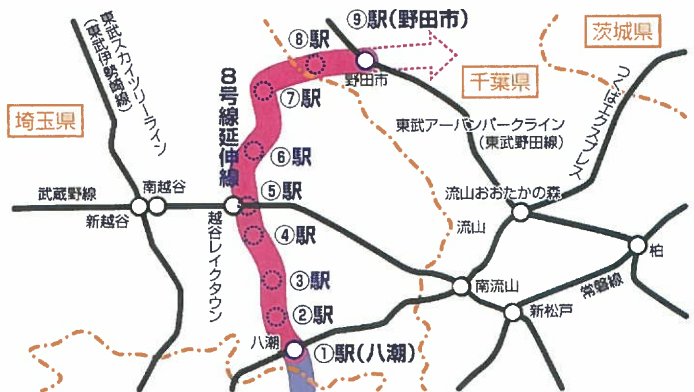 ⑨駅(野田市)
⑧駅
野田市
茨城県
千葉県
東武スカイツリーライン
(東武伊勢崎線)
埼玉県
8号線延伸線
⑦駅
東武アーバンパークライン
(東武野田線)
つくばエクスプレス
⑥駅
武蔵野線
南越谷
新越谷
⑤駅
越谷レイクタウン
④駅
流山おおたかの森
流山
柏
③駅
南流山
常磐線
②駅
新松戸
八潮
①駅(八潮)